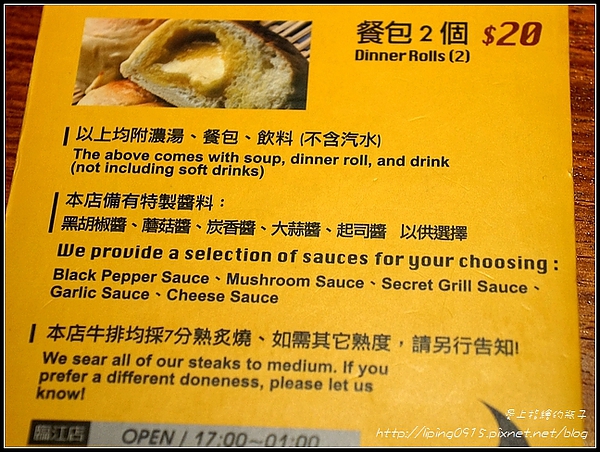 餐包2個 $20
Dinner Rolls (2)
以上均附濃湯、餐包、飲料 (不含汽水)
The above comes with soup, dinner roll, and drink
(not including soft drinks)
本店備有特製醬料：
黑胡椒醬、蘑菇醬、炭香醬、大蒜醬、起司醬 以供選擇
We provide a selection of sauces for your choosing :
Black Pepper Sauce、Mushroom Sauce、Secret Grill Sauce、
Garlic Sauce、Cheese Sauce
本店牛排均採7分熟炙燒、如需其它熟度，請另行告知!
We sear all of our steaks to medium. If you
prefer a different doneness, please let us
know!
臨江店 OPEN / 17:00~01:00
http://liping0915.pixnet.net/blog